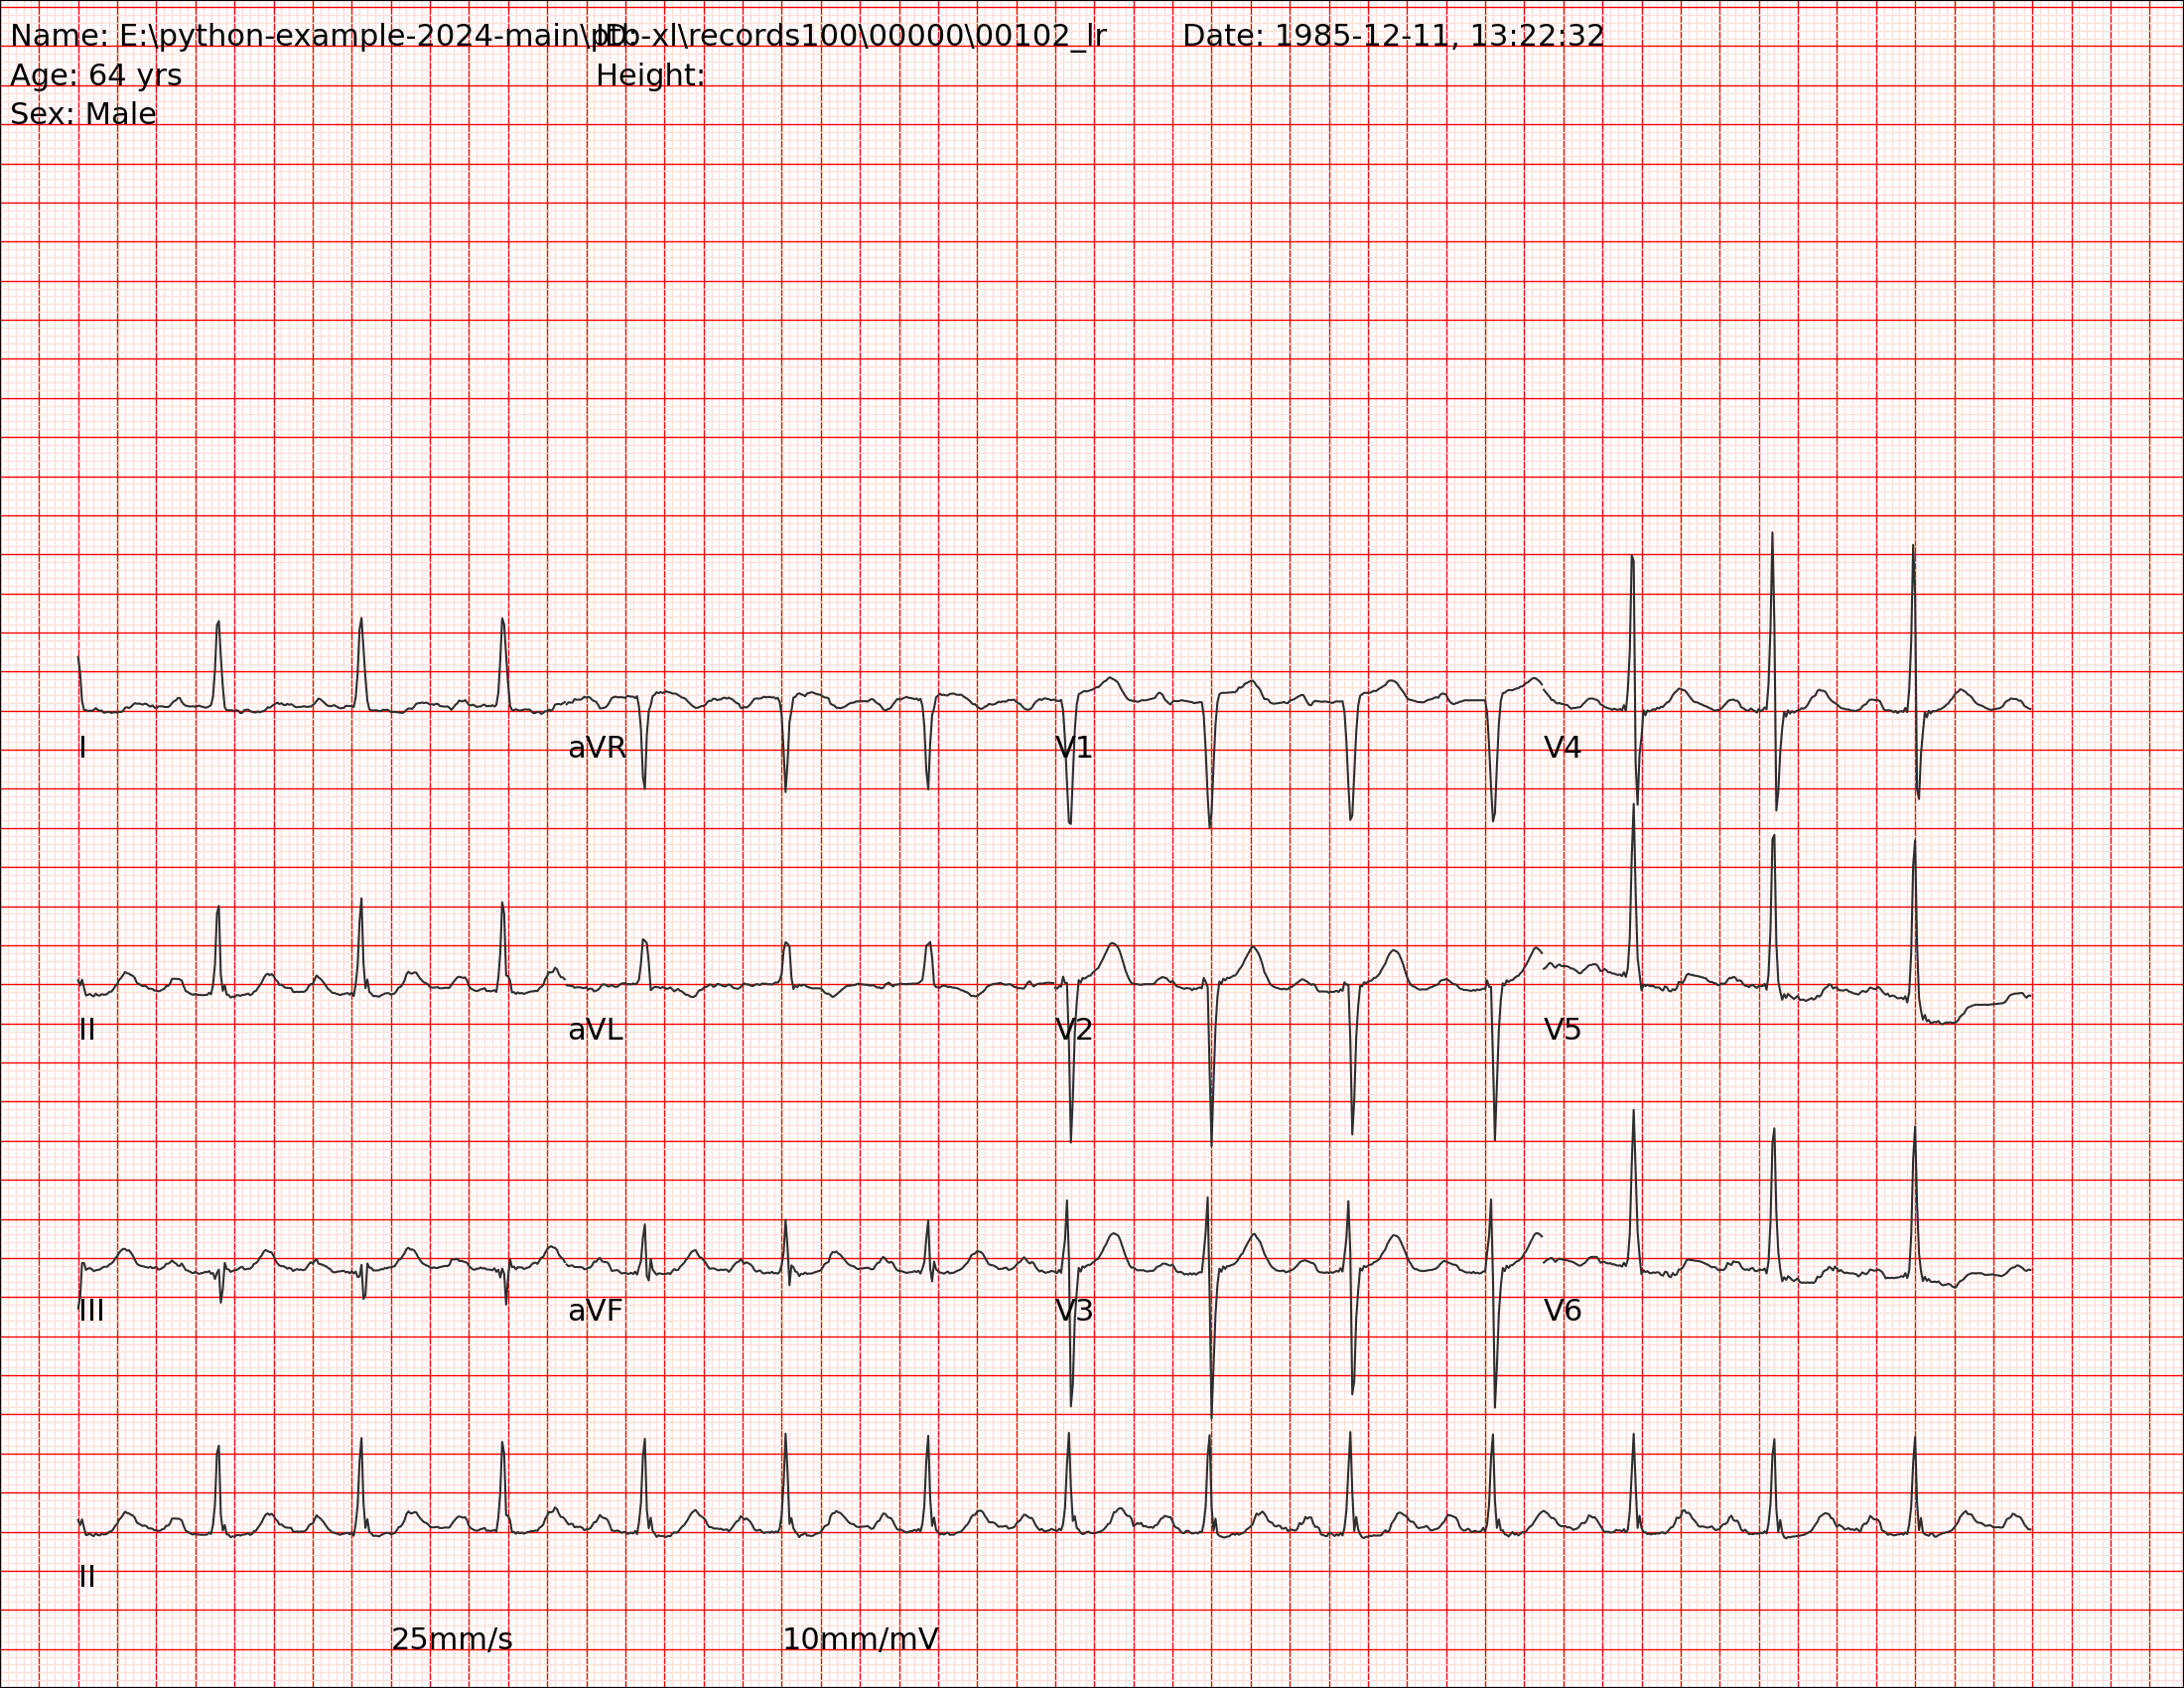 Name: E:\python-example-2024-main\ptb-xl\records100\00000\00102_lr ID: Date: 1985-12-11, 13:22:32
Age: 64 yrs Height:
Sex: Male
I aVR V1 V4
II aVL V2 V5
III aVF V3 V6
II
25mm/s 10mm/mV